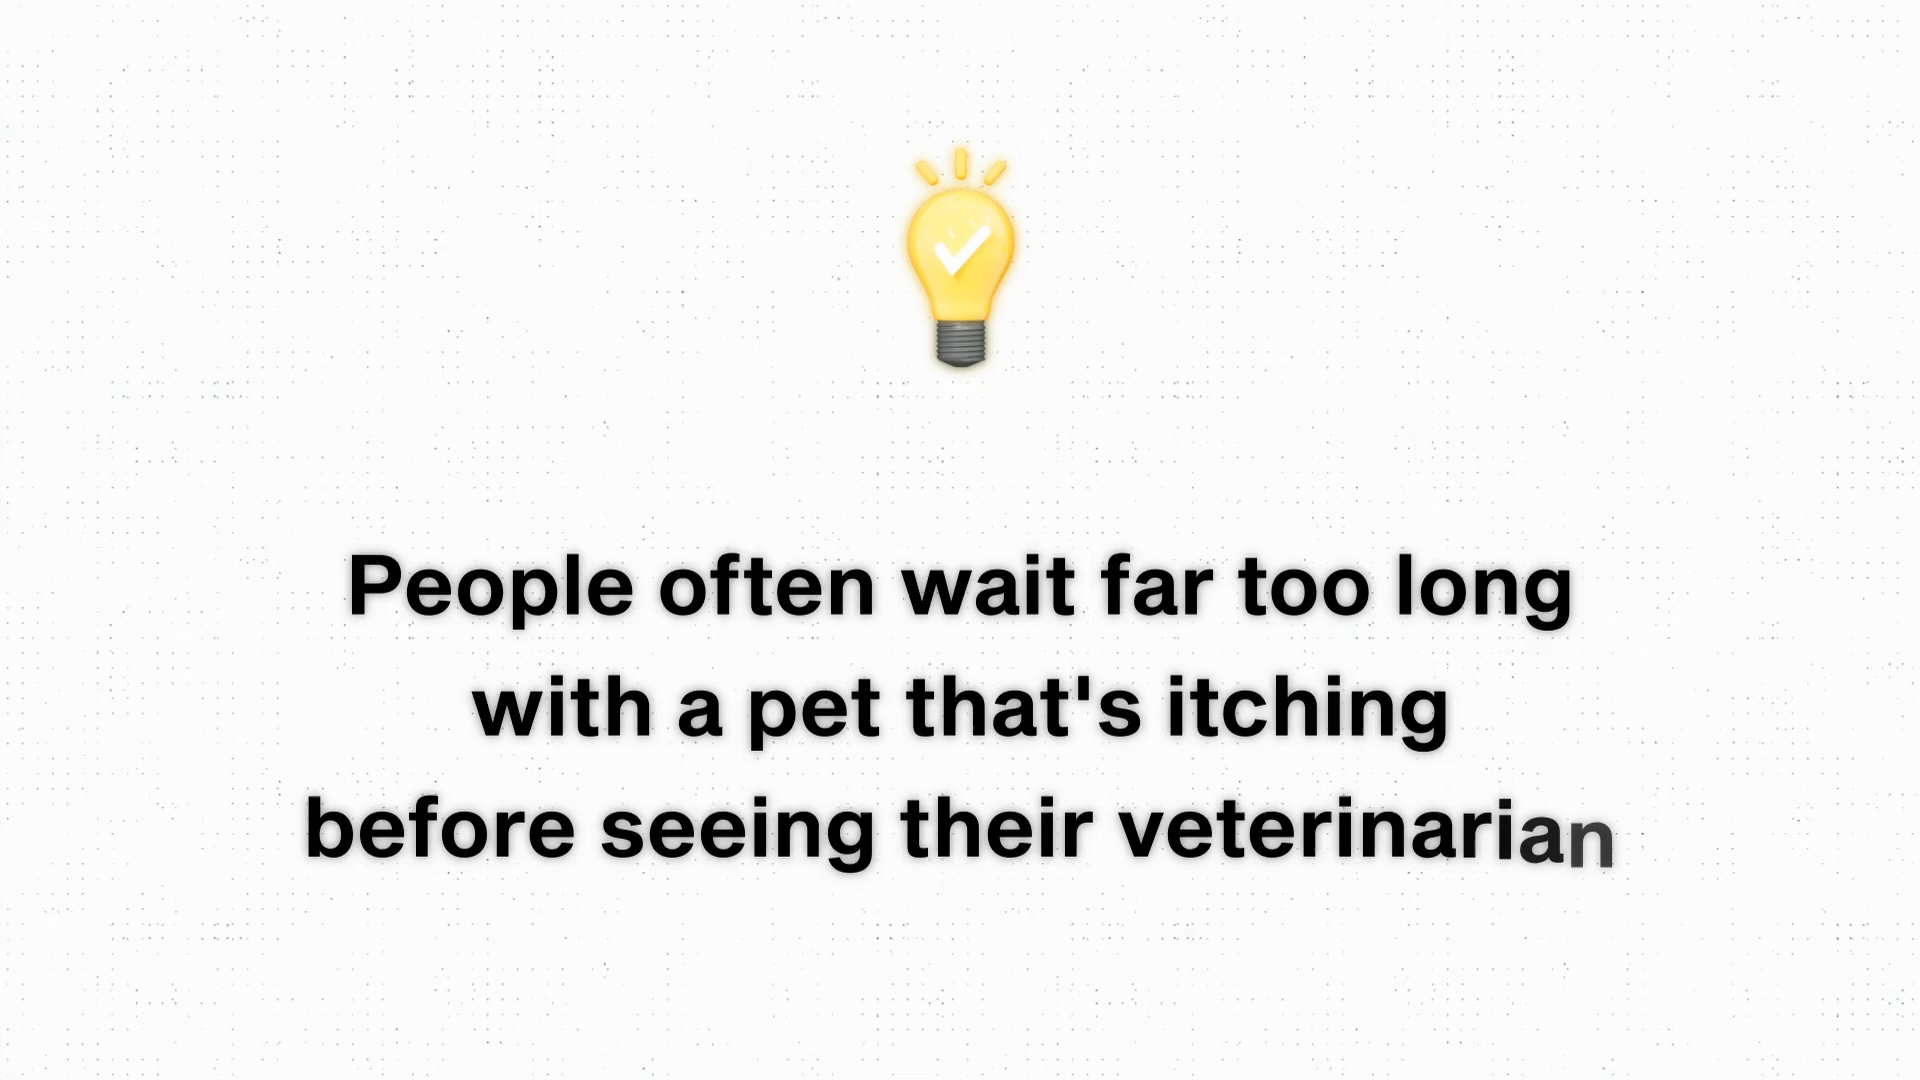 People often wait far too long
with a pet that's itching
before seeing their veterinarian